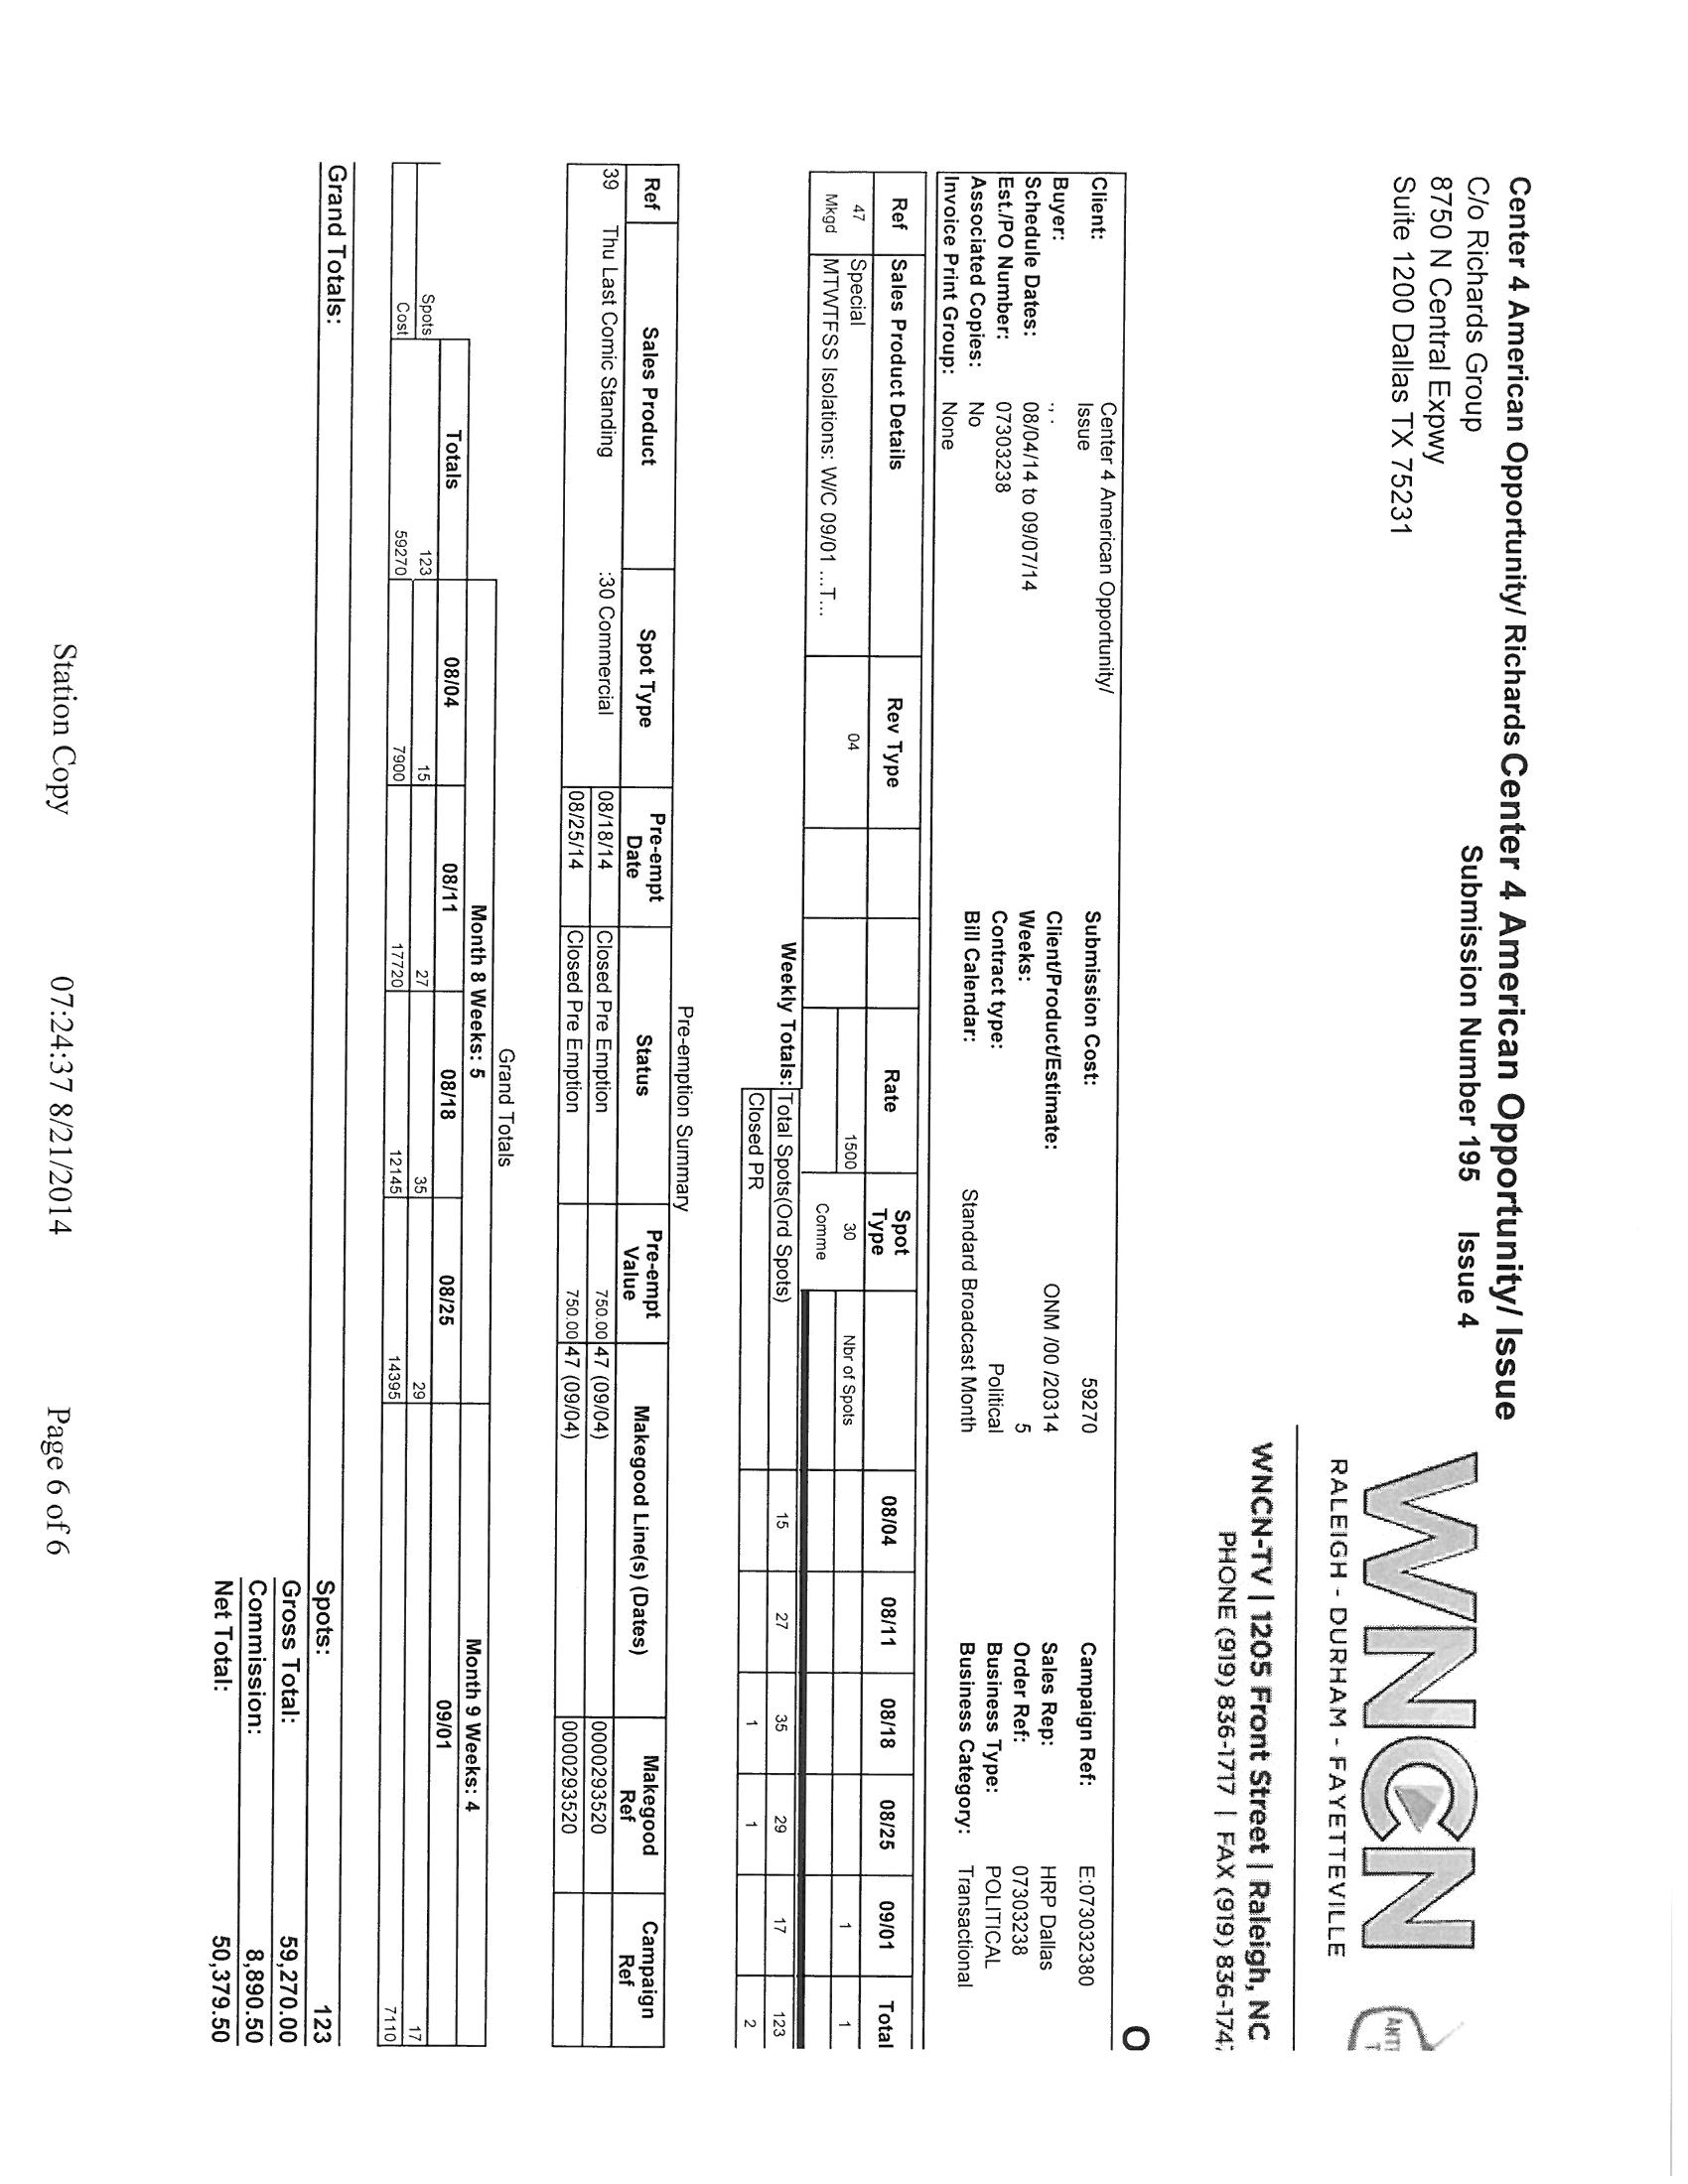 Center 4 American Opportunity/ Richards Center 4 American Opportunity/ Issue
C/o Richards Group
8750 N Central Expwy
Suite 1200 Dallas TX 75231
Submission Number 195 Issue 4
WNCN
RALEIGH - DURHAM - FAYETTEVILLE
ANT
T
WNCN-TV | 1205 Front Street | Raleigh, NC
PHONE (919) 836-1717 | FAX (919) 836-174
O
Client: Center 4 American Opportunity/ Issue Submission Cost: 59270 Campaign Ref: E:073032380
Buyer: ., . Client/Product/Estimate: ONM /00 /20314 Sales Rep: HRP Dallas
Schedule Dates: 08/04/14 to 09/07/14 Weeks: 5 Order Ref: 07303238
Est./PO Number: 07303238 Contract type: Political Business Type: POLITICAL
Associated Copies: No Bill Calendar: Standard Broadcast Month Business Category: Transactional
Invoice Print Group: None
Ref Sales Product Details Rev Type Rate Spot Type 08/04 08/11 08/18 08/25 09/01 Total
47 Special 04 1500 30 Nbr of Spots 1 1
Mkgd MTWTFSS Isolations: W/C 09/01 ...T... Comme
Weekly Totals: Total Spots(Ord Spots) 15 27 35 29 17 123
Closed PR 1 1 2
Pre-emption Summary
Ref Sales Product Spot Type Pre-empt Date Status Pre-empt Value Makegood Line(s) (Dates) Makegood Ref Campaign Ref
39 Thu Last Comic Standing :30 Commercial 08/18/14 Closed Pre Emption 750.00 47 (09/04) 0000293520
08/25/14 Closed Pre Emption 750.00 47 (09/04) 0000293520
Grand Totals
Month 8 Weeks: 5 Month 9 Weeks: 4
Totals 08/04 08/11 08/18 08/25 09/01
Spots 123 15 27 35 29 17
Cost 59270 7900 17720 12145 14395 7110
Grand Totals:
Spots: 123
Gross Total: 59,270.00
Commission: 8,890.50
Net Total: 50,379.50
Station Copy 07:24:37 8/21/2014 Page 6 of 6